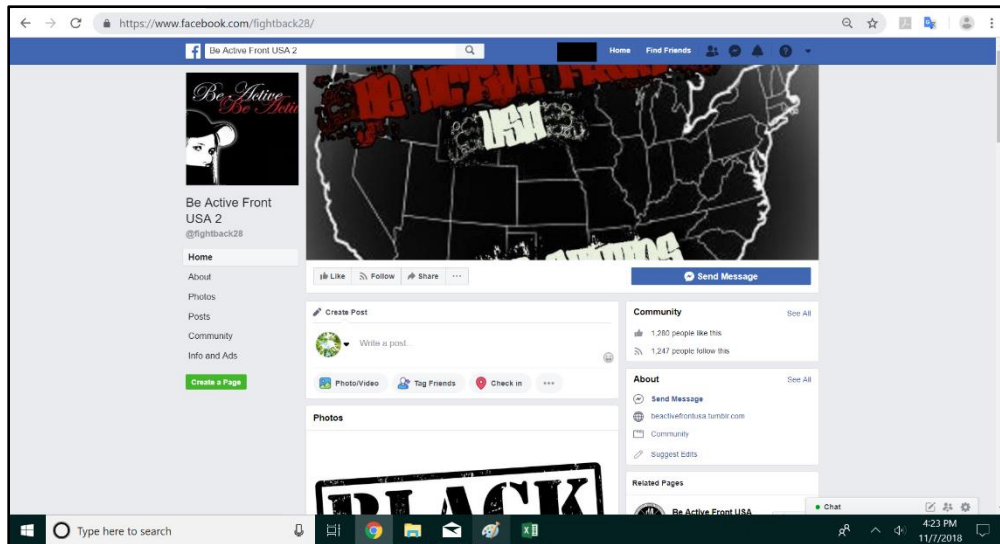 https://www.facebook.com/fightback28/
Be Active Front USA 2
Home
Find Friends
Be Active
Be Acti
USA
Be Active Front
USA 2
@fightback28
Home
About
Photos
Posts
Community
Info and Ads
Create a Page
Like
Follow
Share
Send Message
Create Post
Write a post...
Photo/Video
Tag Friends
Check in
Photos
BLACK
Community
See All
1,280 people like this
1,247 people follow this
About
See All
Send Message
beactivefrontusa.tumblr.com
Community
Suggest Edits
Related Pages
Be Active Front USA
Chat
Type here to search
4:23 PM
11/7/2018